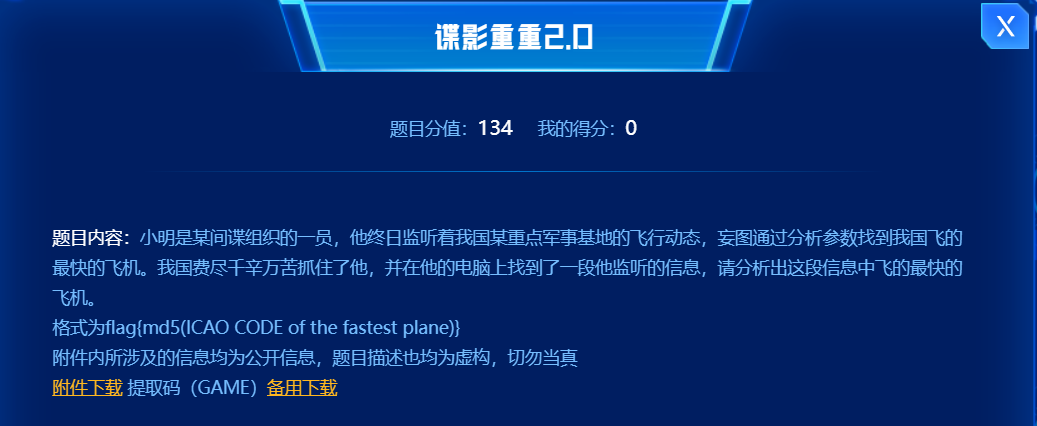 谍影重重2.0
X
题目分值：134 我的得分：0
题目内容：小明是某间谍组织的一员，他终日监听着我国某重点军事基地的飞行动态，妄图通过分析参数找到我国飞的
最快的飞机。我国费尽千辛万苦抓住了他，并在他的电脑上找到了一段他监听的信息，请分析出这段信息中飞的最快的
飞机。
格式为flag{md5(ICAO CODE of the fastest plane)}
附件内所涉及的信息均为公开信息，题目描述也均为虚构，切勿当真
附件下载 提取码（GAME）备用下载